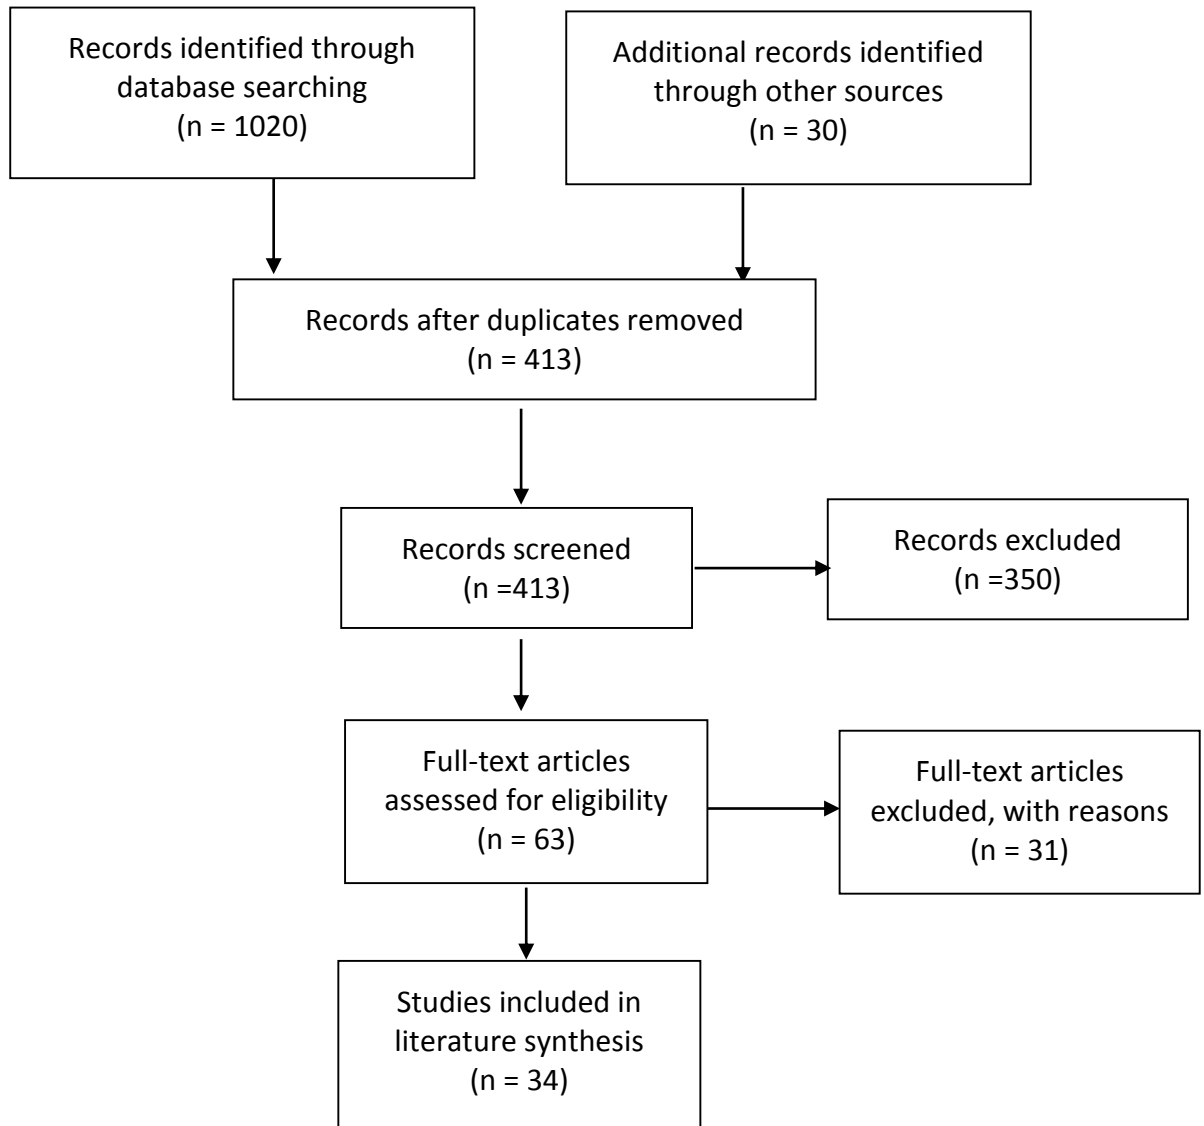 Records identified through
database searching
(n = 1020)
Additional records identified
through other sources
(n = 30)
Records after duplicates removed
(n = 413)
Records screened
(n =413)
Records excluded
(n =350)
Full-text articles
assessed for eligibility
(n = 63)
Full-text articles
excluded, with reasons
(n = 31)
Studies included in
literature synthesis
(n = 34)